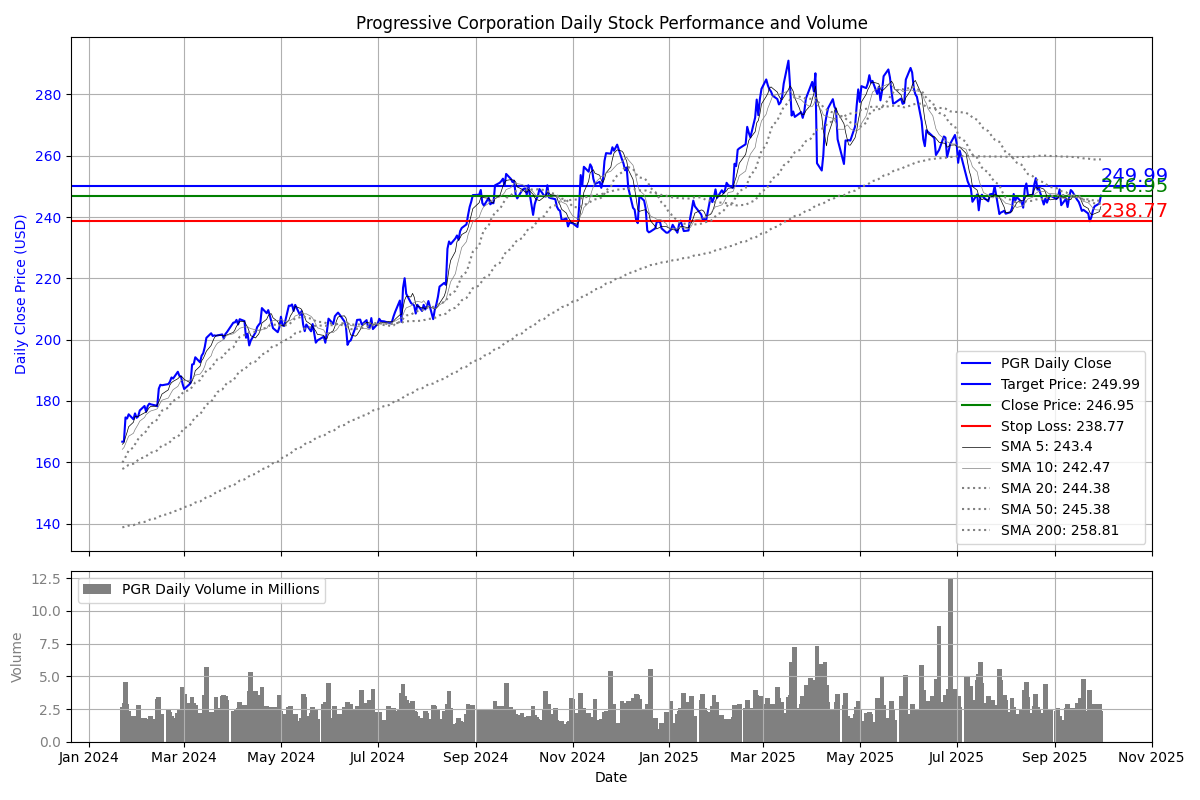 Progressive Corporation Daily Stock Performance and Volume
Daily Close Price (USD)
280
260
240
220
200
180
160
140
249.99
246.95
238.77
PGR Daily Close
Target Price: 249.99
Close Price: 246.95
Stop Loss: 238.77
SMA 5: 243.4
SMA 10: 242.47
SMA 20: 244.38
SMA 50: 245.38
SMA 200: 258.81
Volume
12.5
10.0
7.5
5.0
2.5
0.0
PGR Daily Volume in Millions
Jan 2024 Mar 2024 May 2024 Jul 2024 Sep 2024 Nov 2024 Jan 2025 Mar 2025 May 2025 Jul 2025 Sep 2025 Nov 2025
Date